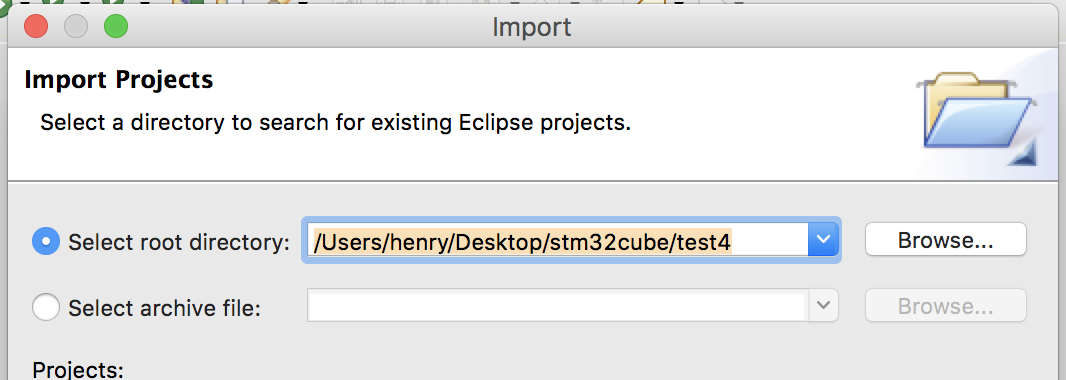 Import
Import Projects
Select a directory to search for existing Eclipse projects.
Select root directory: /Users/henry/Desktop/stm32cube/test4 Browse...
Select archive file: Browse...
Projects: